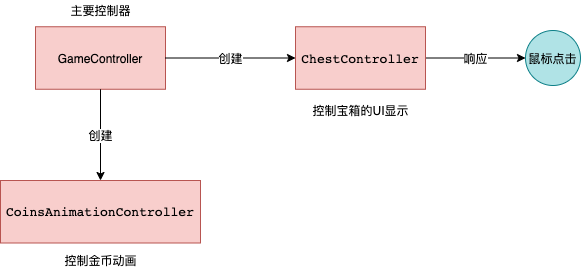 主要控制器
GameController
创建
ChestController
响应
鼠标点击
控制宝箱的UI显示
创建
CoinsAnimationController
控制金币动画